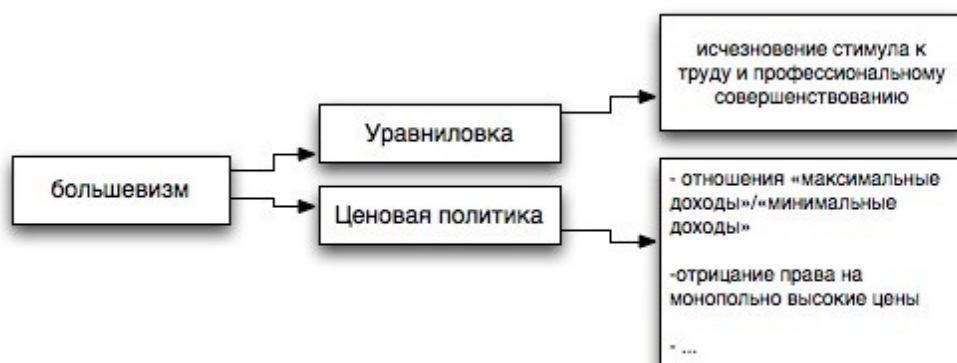 большевизм
Уравниловка
Ценовая политика
исчезновение стимула к
труду и профессиональному
совершенствованию
- отношения «максимальные
доходы»/«минимальные
доходы»
-отрицание права на
монопольно высокие цены
- ...